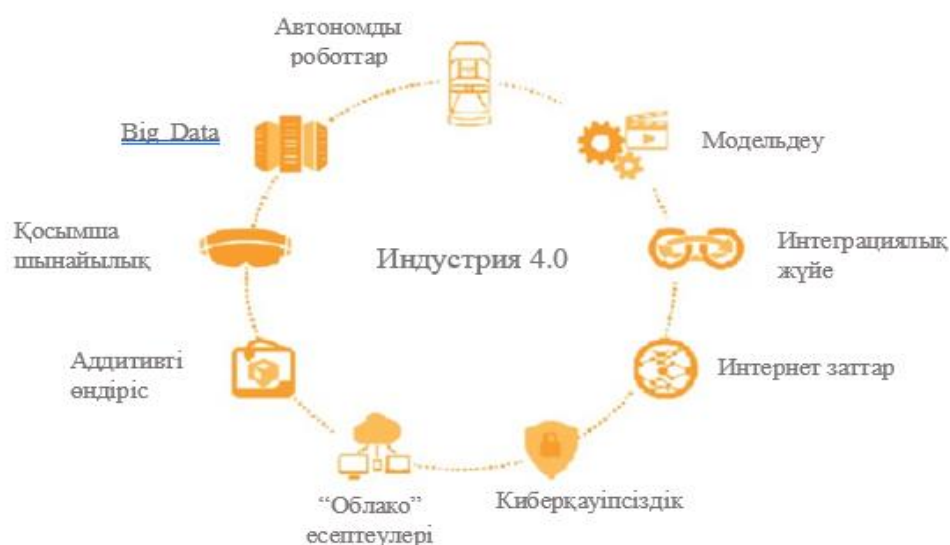 Автономды
роботтар
Big Data
Модельдеу
Қосымша
шынайылық
Индустрия 4.0
Интеграциялық
жүйе
Аддитивті
өндіріс
Интернет заттар
“Облако”
есептеулері
Киберқауіпсіздік